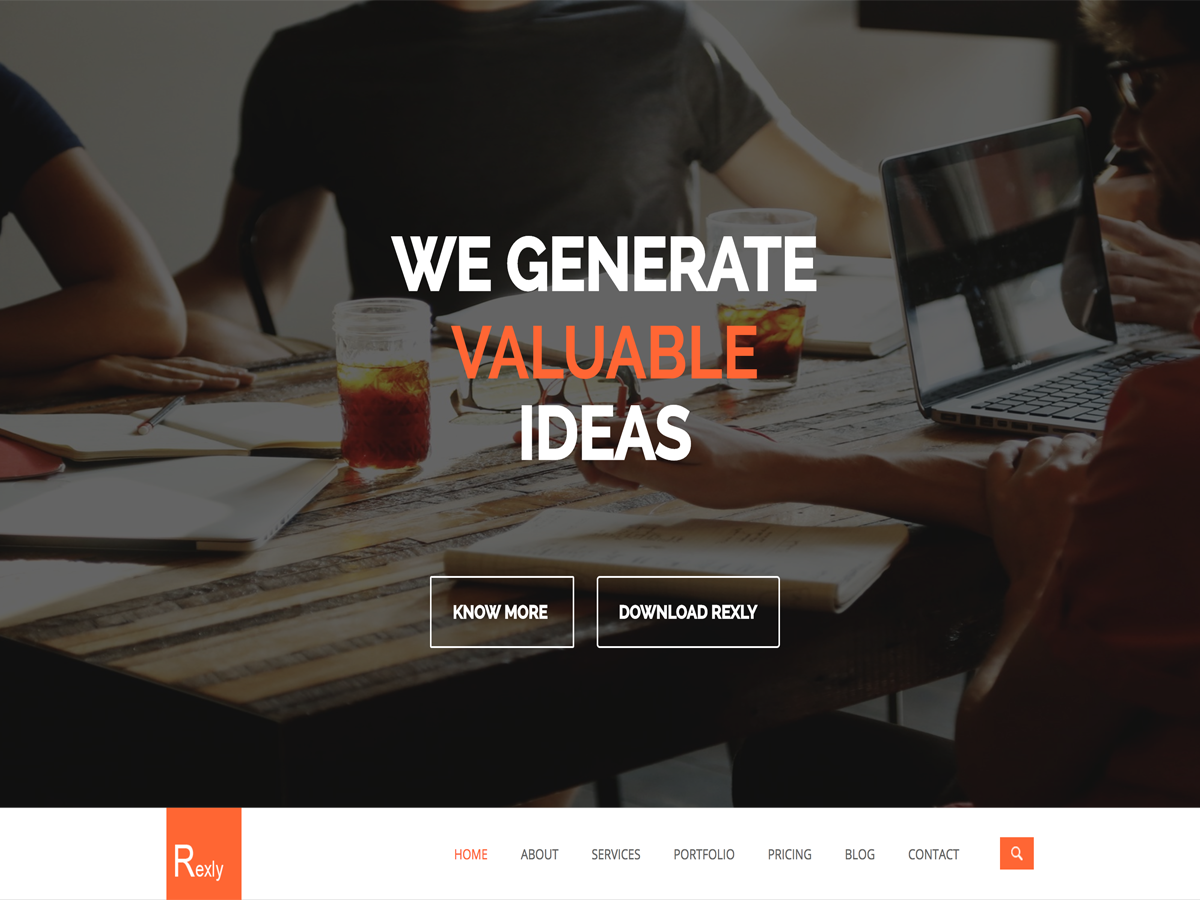 WE GENERATE
VALUABLE
IDEAS
KNOW MORE
DOWNLOAD REXLY
Rexly
HOME
ABOUT
SERVICES
PORTFOLIO
PRICING
BLOG
CONTACT